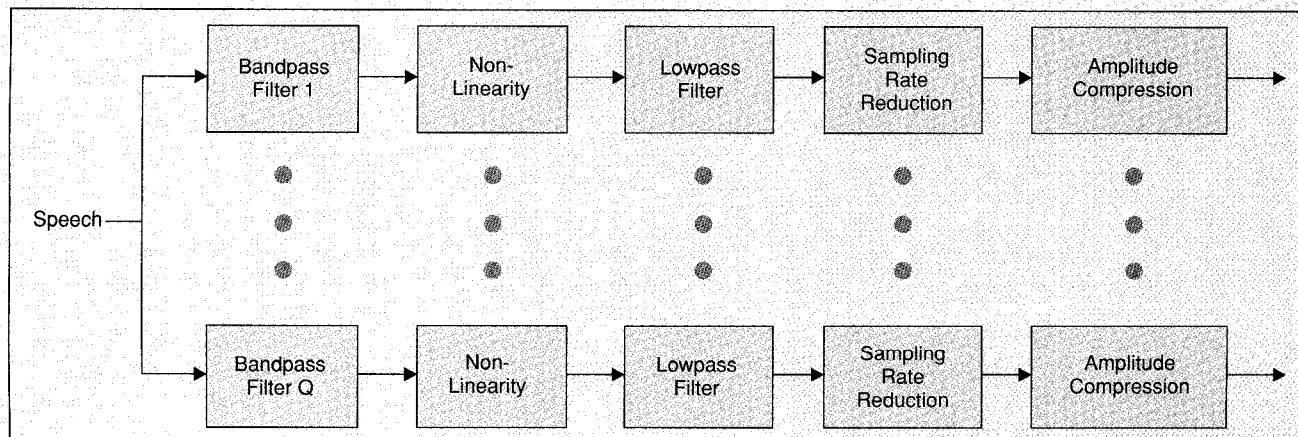 Bandpass
Filter 1
Non-
Linearity
Lowpass
Filter
Sampling
Rate
Reduction
Amplitude
Compression
Speech
Bandpass
Filter Q
Non-
Linearity
Lowpass
Filter
Sampling
Rate
Reduction
Amplitude
Compression